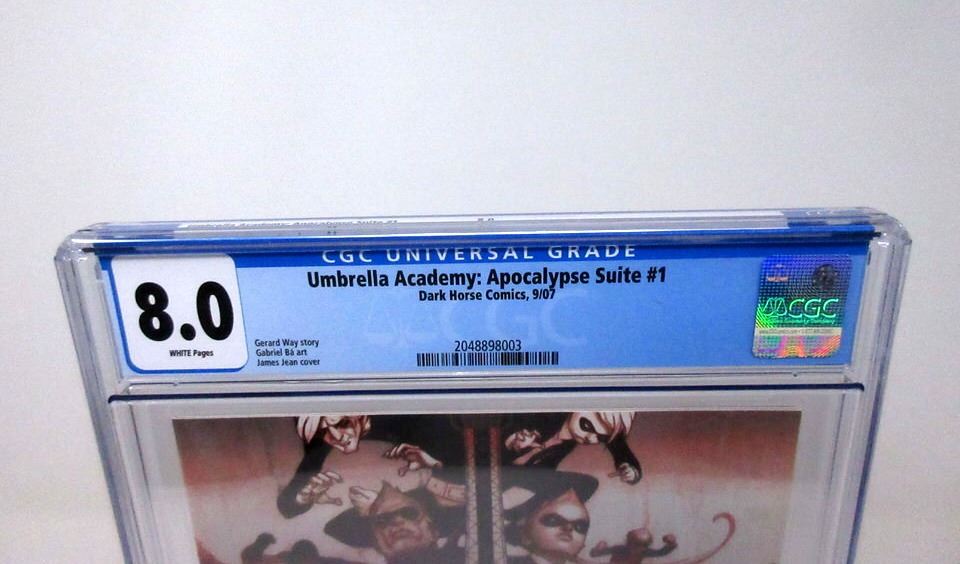 CGC UNIVERSAL GRADE
Umbrella Academy: Apocalypse Suite #1
Dark Horse Comics, 9/07
8.0
WHITE Pages
Gerard Way story
Gabriel Bá art
James Jean cover
2048898003
CGC